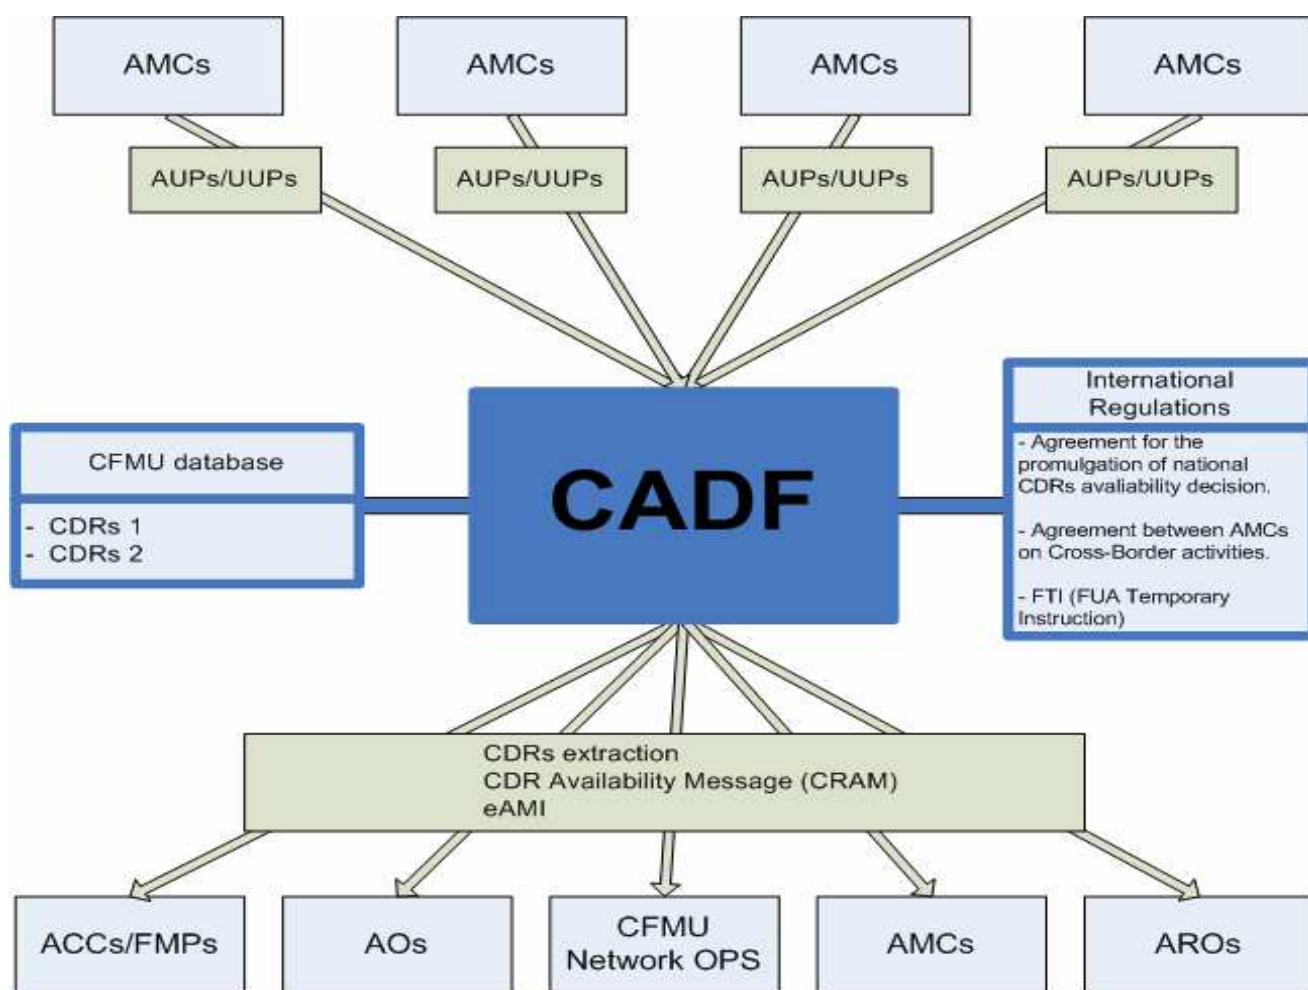 AMCs
AMCs
AMCs
AMCs
AUPs/UUPs
AUPs/UUPs
AUPs/UUPs
AUPs/UUPs
CFMU database
- CDRs 1
- CDRs 2
CADF
International
Regulations
- Agreement for the
promulgation of national
CDRs avaliability decision.
- Agreement between AMCs
on Cross-Border activities.
- FTI (FUA Temporary
Instruction)
CDRs extraction
CDR Availability Message (CRAM)
eAMI
ACCs/FMPs
AOs
CFMU
Network OPS
AMCs
AROs